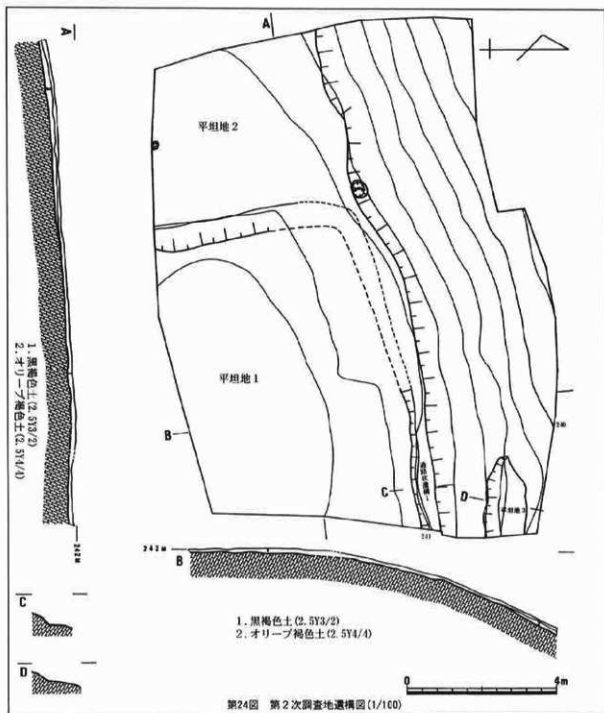 A
A
平坦地2
平坦地1
B
C
D
平坦地3
240
241
1. 黒褐色土(2.5Y3/2)
2. オリーブ褐色土(2.5Y4/4)
242M
242M
B
C
D
1. 黒褐色土(2.5Y3/2)
2. オリーブ褐色土(2.5Y4/4)
0
4m
第24図 第2次調査地遺構図(1/100)